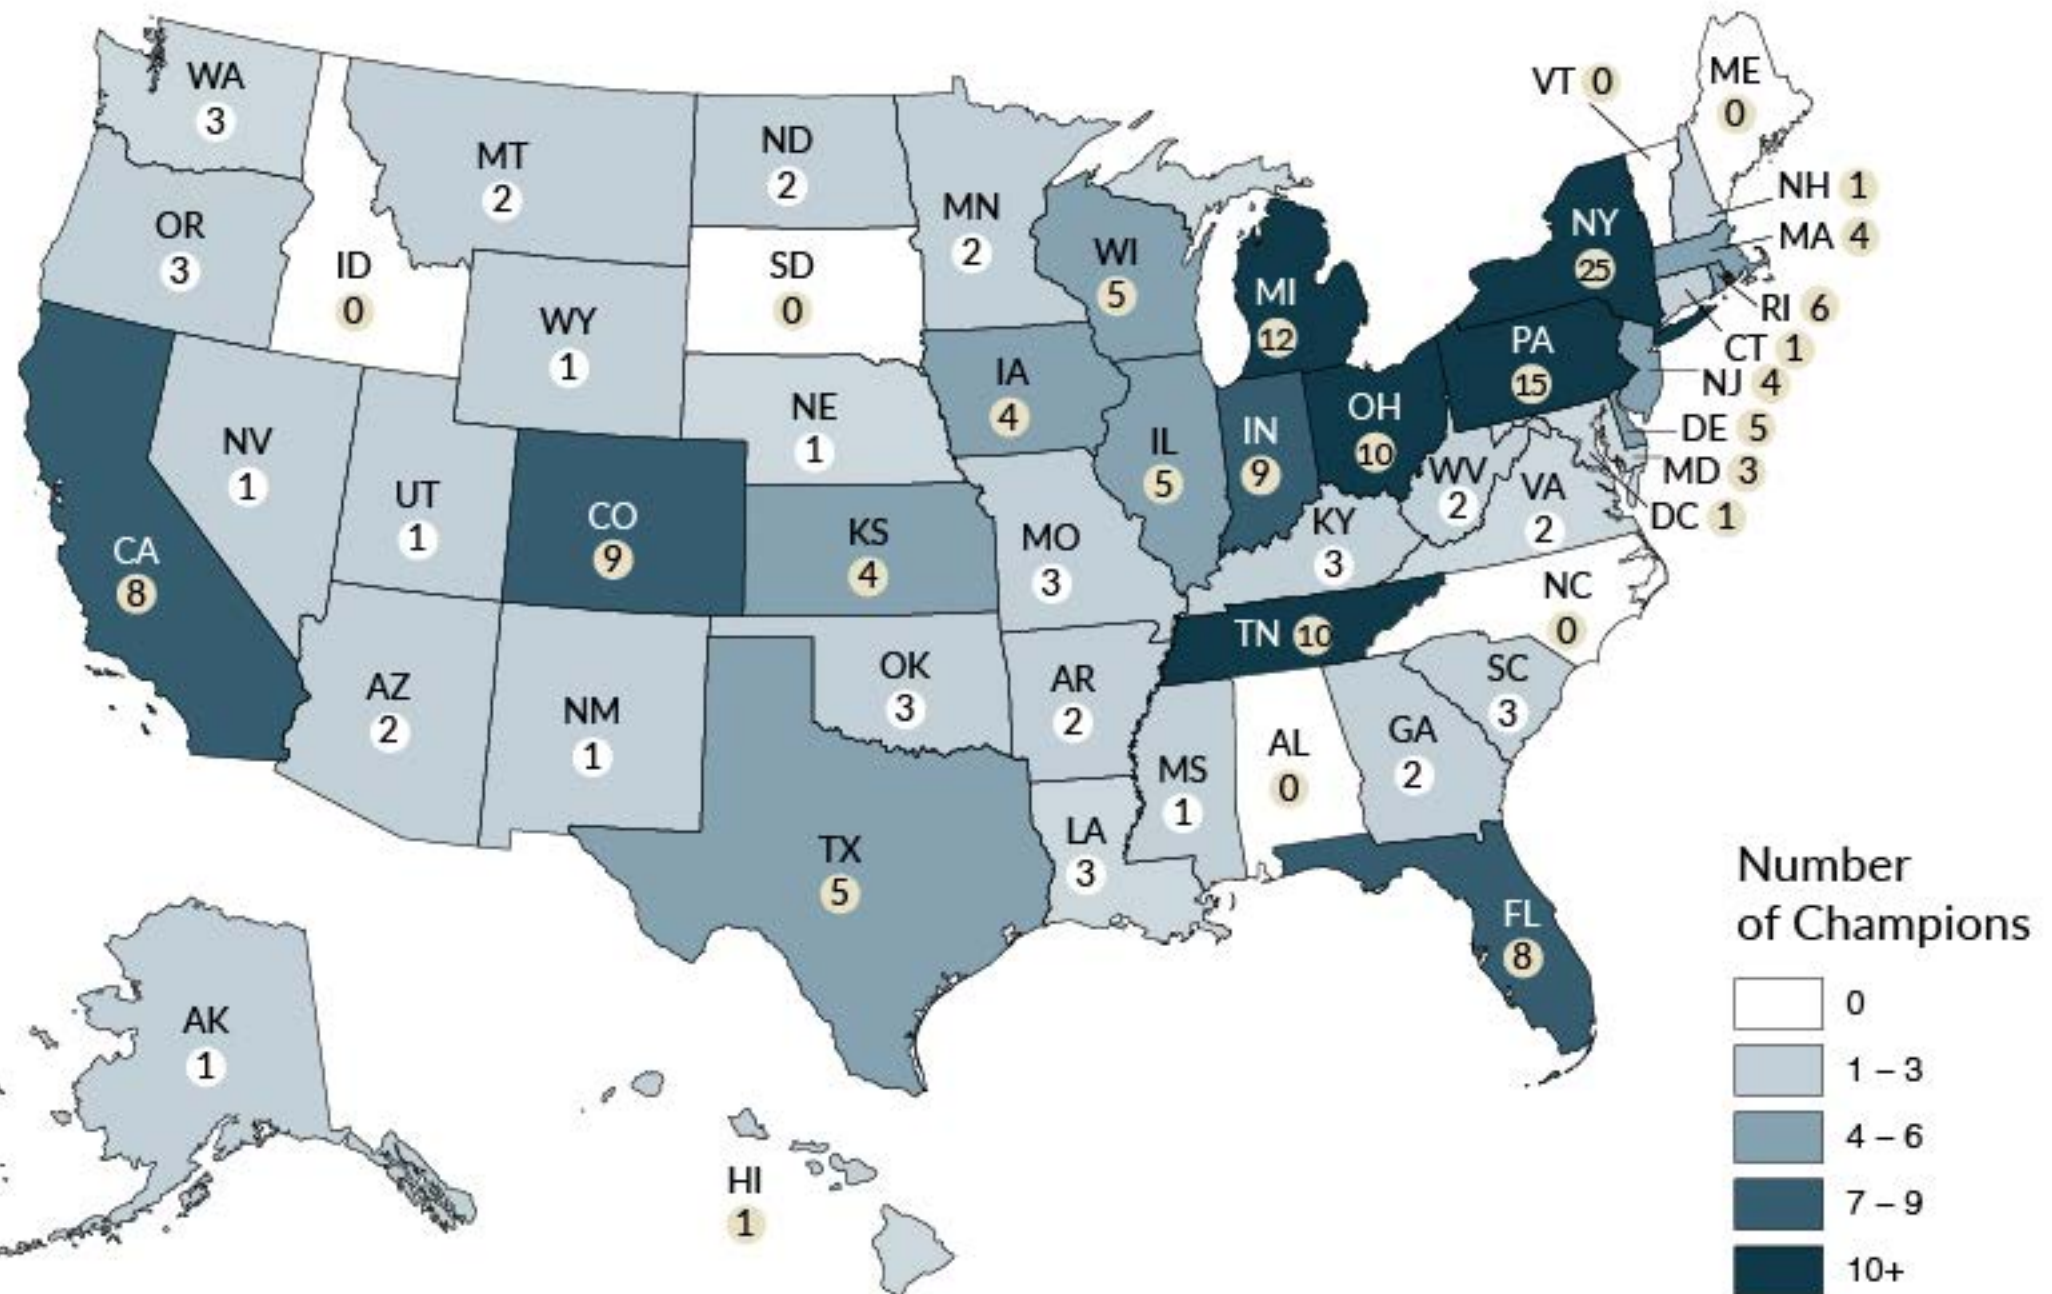 WA
3
OR
3
ID
0
MT
2
ND
2
MN
2
SD
0
WY
1
WI
5
MI
12
VT 0
ME
0
NY
25
NH 1
MA 4
RI 6
CT 1
NJ 4
DE 5
MD 3
DC 1
PA
15
IA
4
NE
1
NV
1
UT
1
CO
9
CA
8
KS
4
MO
3
IL
5
IN
9
OH
10
WV
2
VA
2
KY
3
NC
0
TN 10
SC
3
AZ
2
NM
1
OK
3
AR
2
MS
1
AL
0
GA
2
TX
5
LA
3
FL
8
AK
1
HI
1
Number
of Champions
0
1 – 3
4 – 6
7 – 9
10+